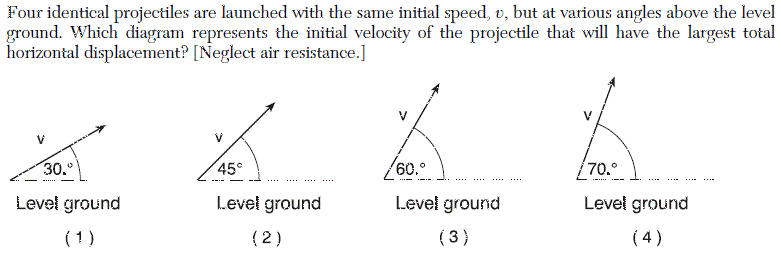 Four identical projectiles are launched with the same initial speed, v, but at various angles above the level
ground. Which diagram represents the initial velocity of the projectile that will have the largest total
horizontal displacement? [Neglect air resistance.]
v v v v
30.° 45° 60.° 70.°
Level ground Level ground Level ground Level ground
(1) (2) (3) (4)